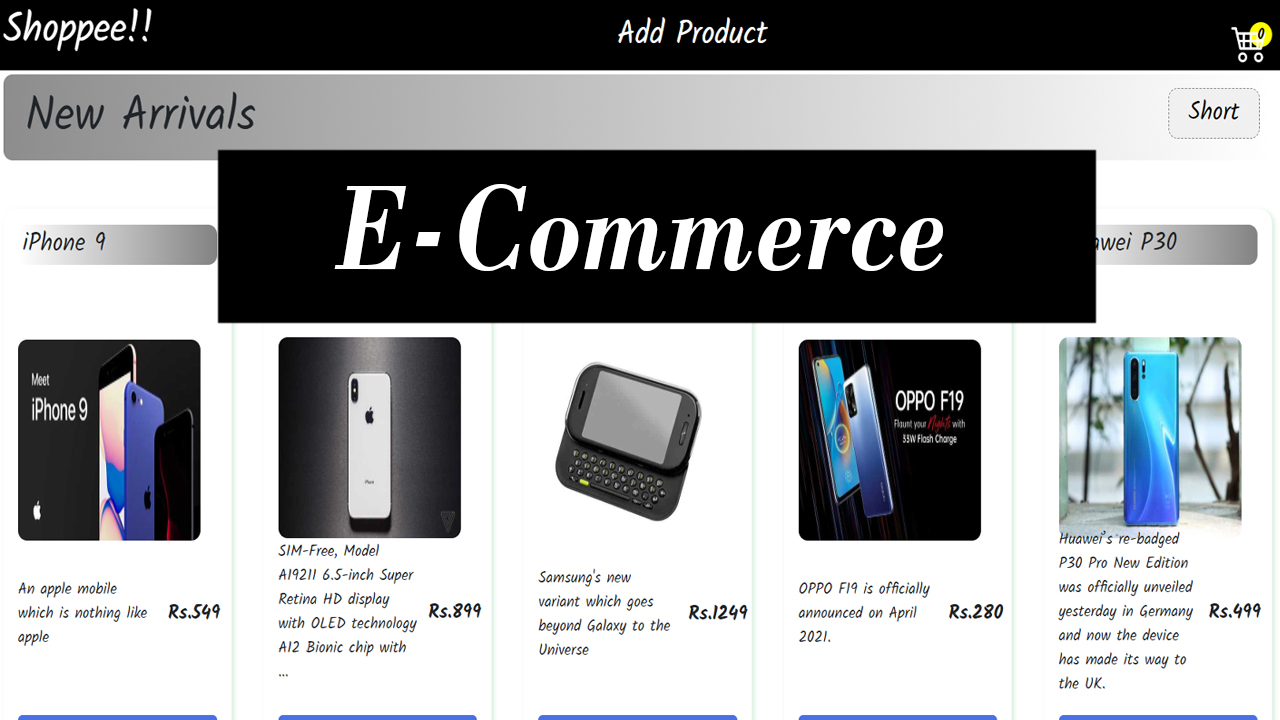 Shoppee!!
Add Product
0
New Arrivals
Short
E-Commerce
iPhone 9
awei P30
Meet
iPhone 9
iPhone
OPPO F19
Flaunt your Nights with
33W Flash Charge
An apple mobile
which is nothing like
apple
Rs.549
SIM-Free, Model
A19211 6.5-inch Super
Retina HD display
with OLED technology
A12 Bionic chip with
...
Rs.899
Samsung's new
variant which goes
beyond Galaxy to the
Universe
Rs.1249
OPPO F19 is officially
announced on April
2021.
Rs.280
Huawei's re-badged
P30 Pro New Edition
was officially unveiled
yesterday in Germany
and now the device
has made its way to
the UK.
Rs.499